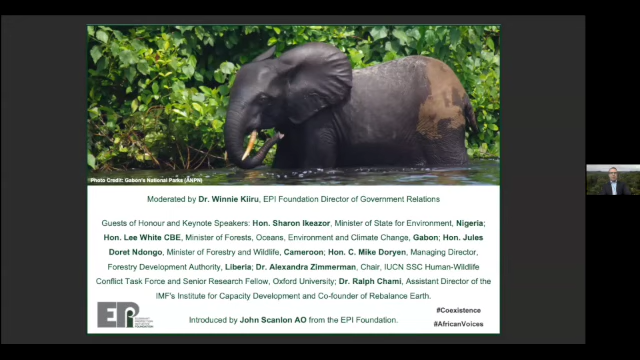 Photo Credit: Gabon's National Parks (ANPN)
Moderated by Dr. Winnie Kiiru, EPI Foundation Director of Government Relations
Guests of Honour and Keynote Speakers: Hon. Sharon Ikeazor, Minister of State for Environment, Nigeria;
Hon. Lee White CBE, Minister of Forests, Oceans, Environment and Climate Change, Gabon; Hon. Jules
Doret Ndongo, Minister of Forestry and Wildlife, Cameroon; Hon. C. Mike Doryen, Managing Director,
Forestry Development Authority, Liberia; Dr. Alexandra Zimmerman, Chair, IUCN SSC Human-Wildlife
Conflict Task Force and Senior Research Fellow, Oxford University; Dr. Ralph Chami, Assistant Director of the
IMF's Institute for Capacity Development and Co-founder of Rebalance Earth.
EPI
FOUNDATION
#Coexistence
Introduced by John Scanlon AO from the EPI Foundation.
#AfricanVoices